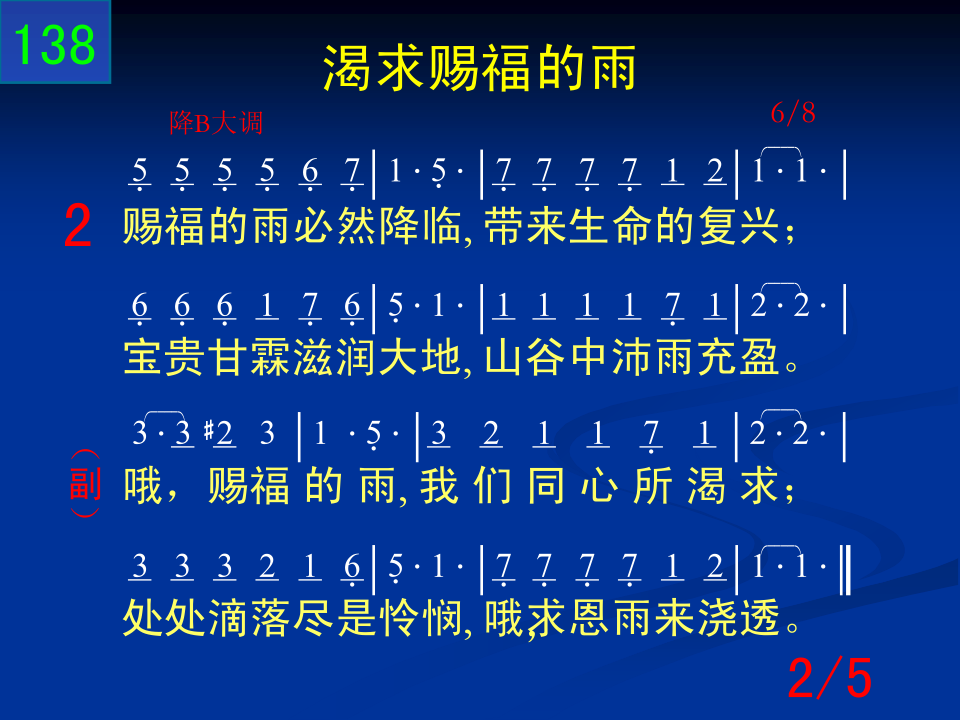 138
渴求赐福的雨
降B大调 6/8
5 5 5 5 6 7 | 1 · 5 · | 7 7 7 7 1 2 | 1 · 1 · |
2 赐福的雨必然降临, 带来生命的复兴；
6 6 6 1 7 6 | 5 · 1 · | 1 1 1 1 7 1 | 2 · 2 · |
宝贵甘霖滋润大地, 山谷中沛雨充盈。
3 · 3 #2 3 | 1 · 5 · | 3 2 1 1 7 1 | 2 · 2 · |
（副） 哦，赐福的雨, 我们同心所渴求；
3 3 3 2 1 6 | 5 · 1 · | 7 7 7 7 1 2 | 1 · 1 · ‖
处处滴落尽是怜悯, 哦,求恩雨来浇透。
2/5